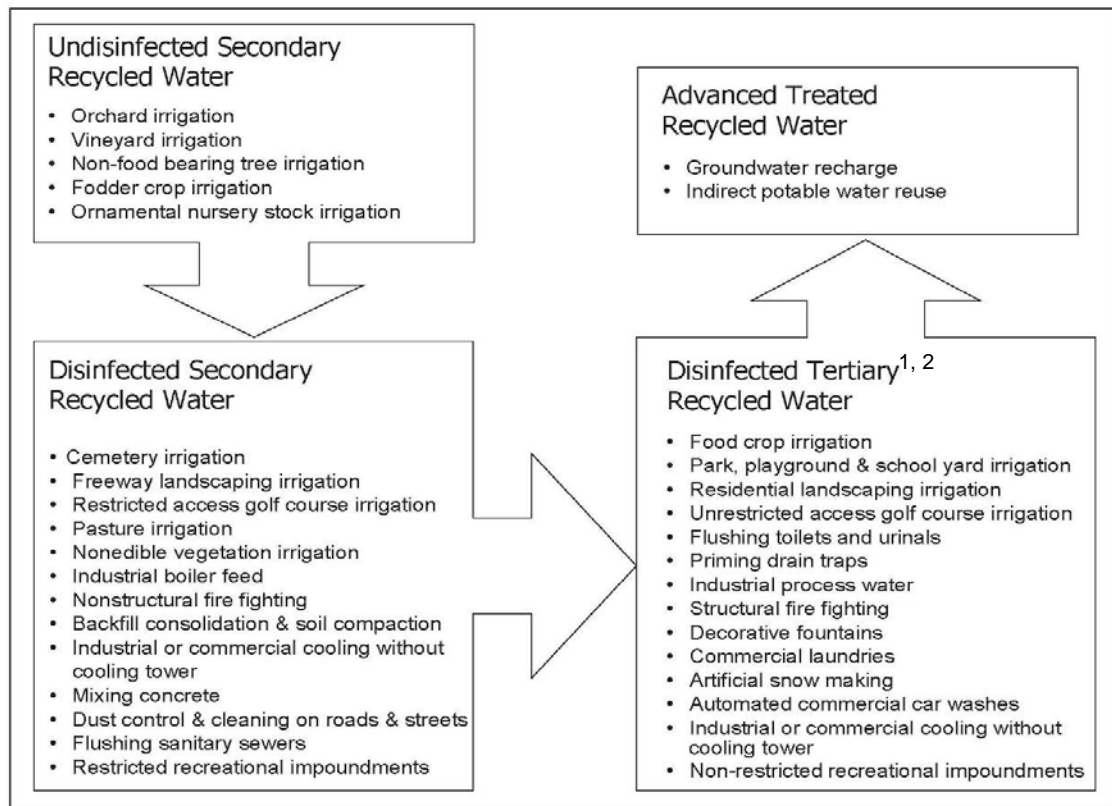 Undisinfected Secondary
Recycled Water
• Orchard irrigation
• Vineyard irrigation
• Non-food bearing tree irrigation
• Fodder crop irrigation
• Ornamental nursery stock irrigation
Disinfected Secondary
Recycled Water
• Cemetery irrigation
• Freeway landscaping irrigation
• Restricted access golf course irrigation
• Pasture irrigation
• Nonedible vegetation irrigation
• Industrial boiler feed
• Nonstructural fire fighting
• Backfill consolidation & soil compaction
• Industrial or commercial cooling without
cooling tower
• Mixing concrete
• Dust control & cleaning on roads & streets
• Flushing sanitary sewers
• Restricted recreational impoundments
Disinfected Tertiary1, 2
Recycled Water
• Food crop irrigation
• Park, playground & school yard irrigation
• Residential landscaping irrigation
• Unrestricted access golf course irrigation
• Flushing toilets and urinals
• Priming drain traps
• Industrial process water
• Structural fire fighting
• Decorative fountains
• Commercial laundries
• Artificial snow making
• Automated commercial car washes
• Industrial or commercial cooling without
cooling tower
• Non-restricted recreational impoundments
Advanced Treated
Recycled Water
• Groundwater recharge
• Indirect potable water reuse